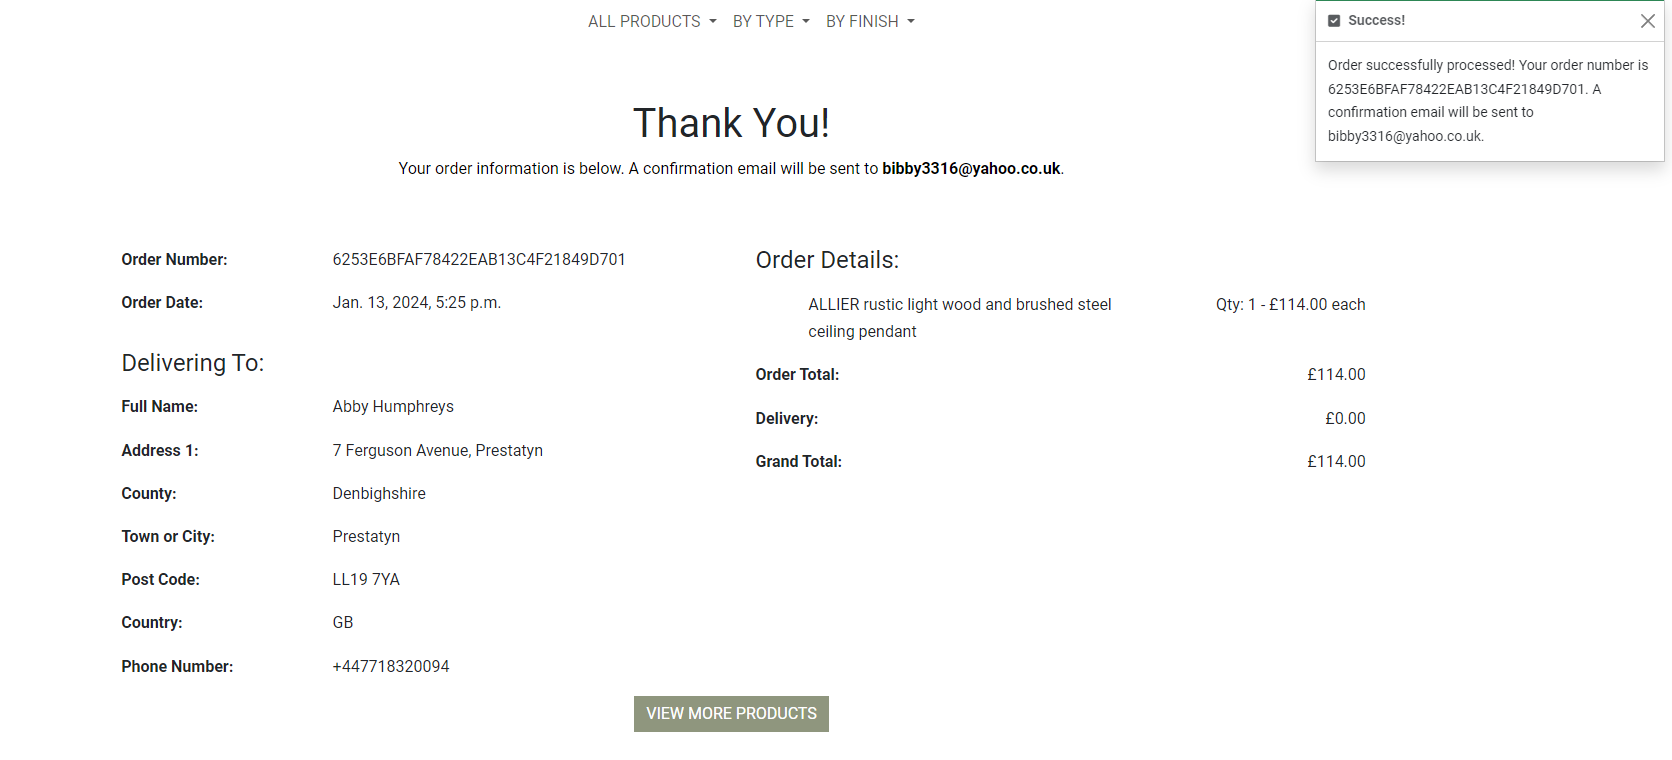 ALL PRODUCTS BY TYPE BY FINISH
Success!
Order successfully processed! Your order number is
6253E6BFAF78422EAB13C4F21849D701. A
confirmation email will be sent to
bibby3316@yahoo.co.uk.
Thank You!
Your order information is below. A confirmation email will be sent to bibby3316@yahoo.co.uk.
Order Number: 6253E6BFAF78422EAB13C4F21849D701
Order Date: Jan. 13, 2024, 5:25 p.m.
Delivering To:
Full Name: Abby Humphreys
Address 1: 7 Ferguson Avenue, Prestatyn
County: Denbighshire
Town or City: Prestatyn
Post Code: LL19 7YA
Country: GB
Phone Number: +447718320094
Order Details:
ALLIER rustic light wood and brushed steel Qty: 1 - £114.00 each
ceiling pendant
Order Total: £114.00
Delivery: £0.00
Grand Total: £114.00
VIEW MORE PRODUCTS